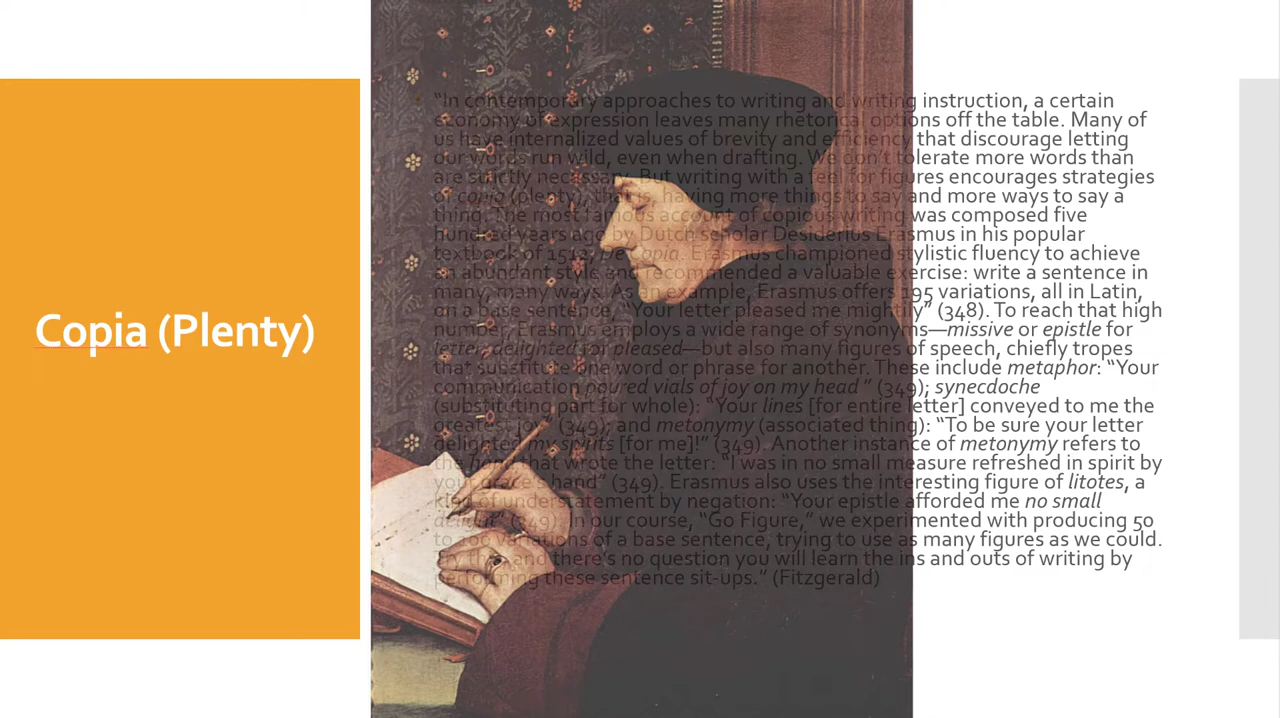 Copia (Plenty)
“In contemporary approaches to writing and writing instruction, a certain
economy of expression leaves many rhetorical options off the table. Many of
us have internalized values of brevity and efficiency that discourage letting
our words run wild, even when drafting. We don’t tolerate more words than
are strictly necessary. But writing with a feel for figures encourages strategies
of copia (plenty), that is, having more things to say and more ways to say a
thing. The most famous account of copious writing was composed five
hundred years ago by Dutch scholar Desiderius Erasmus in his popular
textbook of 1512, De Copia. Erasmus championed stylistic fluency to achieve
an abundant style and recommended a valuable exercise: write a sentence in
many, many ways. As an example, Erasmus offers 195 variations, all in Latin,
on a base sentence, “Your letter pleased me mightily” (348). To reach that high
number, Erasmus employs a wide range of synonyms—missive or epistle for
letter; delighted for pleased—but also many figures of speech, chiefly tropes
that substitute one word or phrase for another. These include metaphor: “Your
communication poured vials of joy on my head ” (349); synecdoche
(substituting part for whole): “Your lines [for entire letter] conveyed to me the
greatest joy” (349); and metonymy (associated thing): “To be sure your letter
delighted my spirits [for me]!” (349). Another instance of metonymy refers to
the hand that wrote the letter: “I was in no small measure refreshed in spirit by
your grace’s hand” (349). Erasmus also uses the interesting figure of litotes, a
kind of understatement by negation: “Your epistle afforded me no small
delight” (349). In our course, “Go Figure,” we experimented with producing 50
to 100 variations of a base sentence, trying to use as many figures as we could.
and there’s no question you will learn the ins and outs of writing by
performing these sentence sit-ups.” (Fitzgerald)